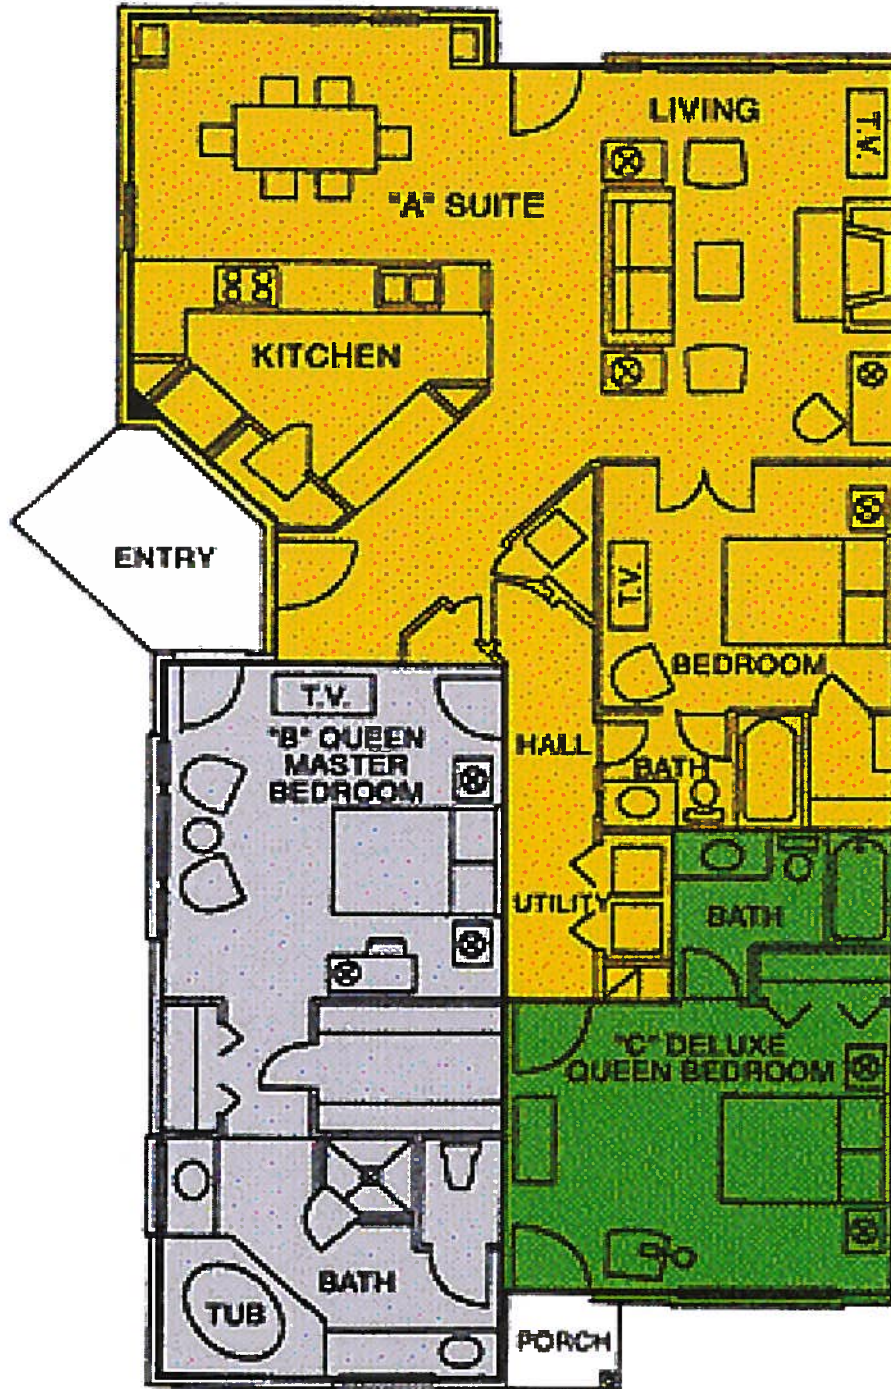 LIVING
T.V.
"A" SUITE
KITCHEN
ENTRY
T.V.
BEDROOM
T.V.
"B" QUEEN
MASTER
BEDROOM
HALL
BATH
UTILITY
BATH
"C" DELUXE
QUEEN BEDROOM
BATH
TUB
PORCH